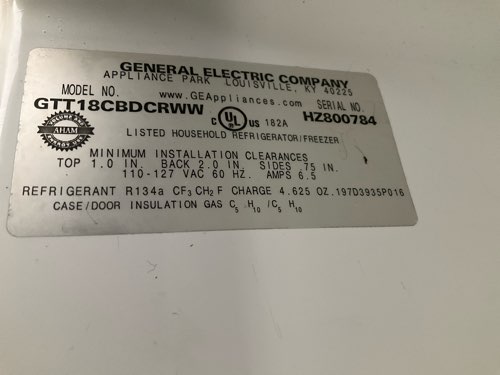 GENERAL ELECTRIC COMPANY
APPLIANCE PARK LOUISVILLE, KY 40225
MODEL NO. www.GEAppliances.com SERIAL NO.
GTT18CBDCRWW C UL US 182A HZ800784
AHAM
LISTED HOUSEHOLD REFRIGERATOR/FREEZER
MINIMUM INSTALLATION CLEARANCES
TOP 1.0 IN. BACK 2.0 IN. SIDES .75 IN.
110-127 VAC 60 HZ. AMPS 6.5
REFRIGERANT R134a CF3CH2F CHARGE 4.625 OZ. 197D3935P016
CASE/DOOR INSULATION GAS C5 H10 /C5 H10